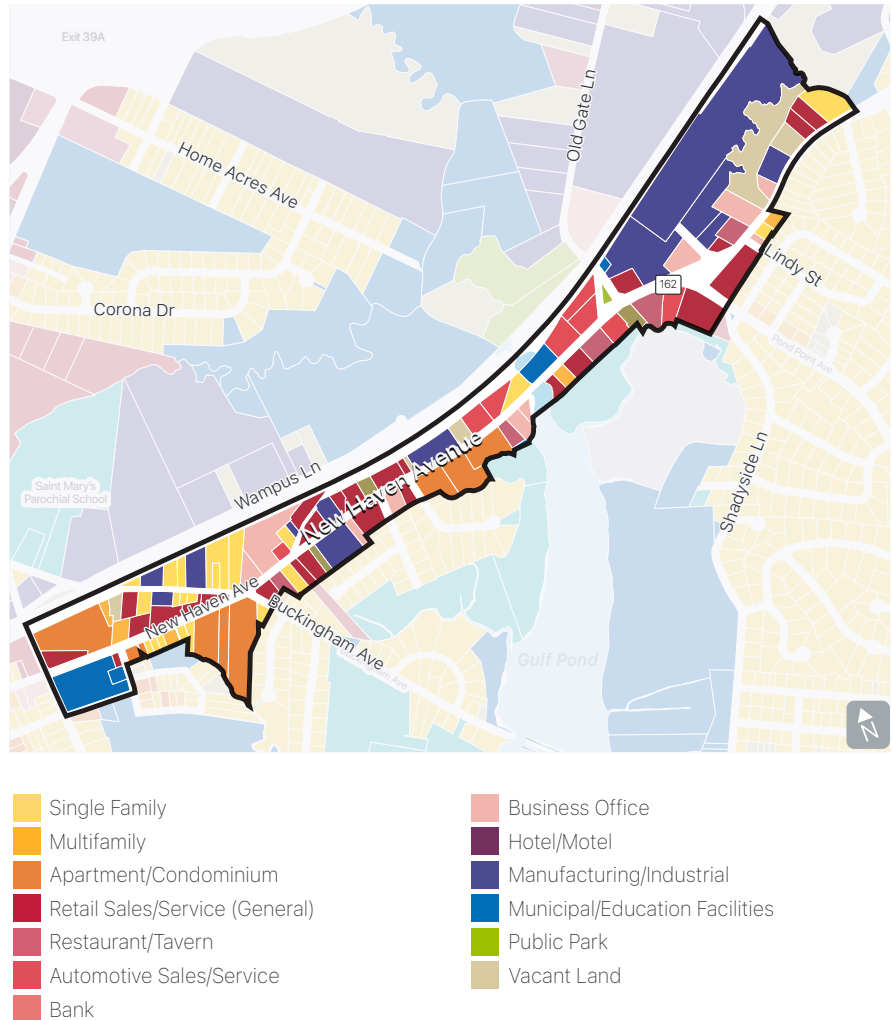 Exit 39A
Old Gate Ln
Home Acres Ave
Lindy St
162
Corona Dr
Pond Point Ave
New Haven Avenue
Shadyside Ln
Wampus Ln
Saint Mary's
Parochial School
New Haven Ave
Buckingham Ave
Gulf Pond
N
Single Family
Multifamily
Apartment/Condominium
Retail Sales/Service (General)
Restaurant/Tavern
Automotive Sales/Service
Bank
Business Office
Hotel/Motel
Manufacturing/Industrial
Municipal/Education Facilities
Public Park
Vacant Land